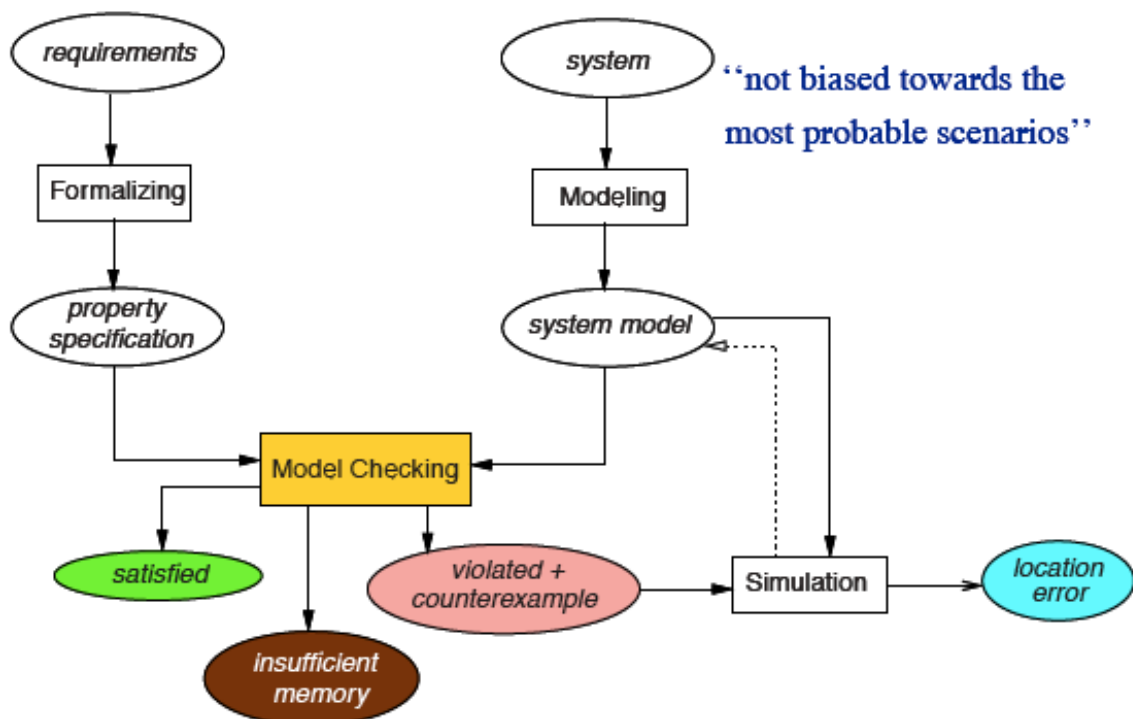 requirements
system
‘‘not biased towards the
most probable scenarios’’
Formalizing
Modeling
property
specification
system model
Model Checking
satisfied
violated +
counterexample
Simulation
location
error
insufficient
memory